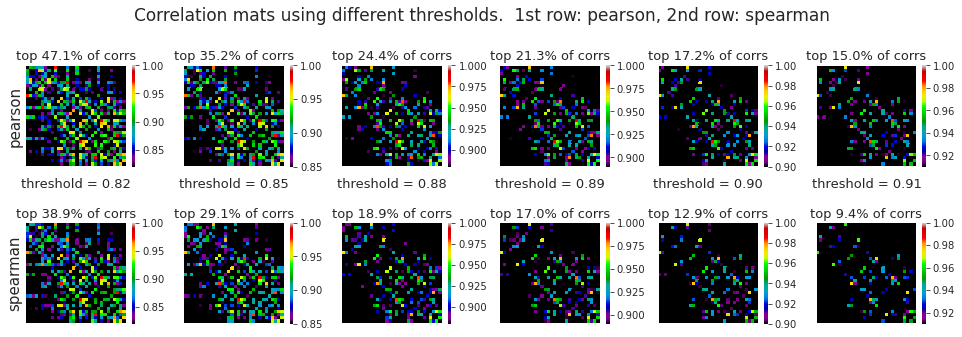 Correlation mats using different thresholds.  1st row: pearson, 2nd row: spearman
top 47.1% of corrs
top 35.2% of corrs
top 24.4% of corrs
top 21.3% of corrs
top 17.2% of corrs
top 15.0% of corrs
pearson
1.00
0.95
0.90
0.85
1.00
0.95
0.90
0.85
1.000
0.975
0.950
0.925
0.900
1.000
0.975
0.950
0.925
0.900
1.00
0.98
0.96
0.94
0.92
0.90
1.00
0.98
0.96
0.94
0.92
threshold = 0.82
threshold = 0.85
threshold = 0.88
threshold = 0.89
threshold = 0.90
threshold = 0.91
top 38.9% of corrs
top 29.1% of corrs
top 18.9% of corrs
top 17.0% of corrs
top 12.9% of corrs
top 9.4% of corrs
spearman
1.00
0.95
0.90
0.85
1.00
0.95
0.90
0.85
1.000
0.975
0.950
0.925
0.900
1.000
0.975
0.950
0.925
0.900
1.00
0.98
0.96
0.94
0.92
0.90
1.00
0.98
0.96
0.94
0.92